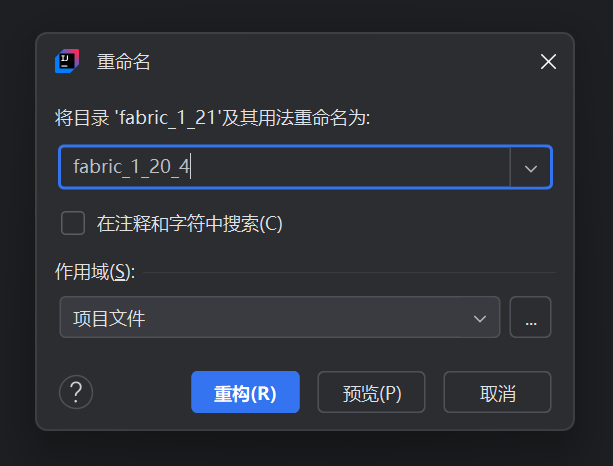 重命名
将目录 'fabric_1_21'及其用法重命名为:
fabric_1_20_4
在注释和字符中搜索(C)
作用域(S):
项目文件
...
?
重构(R)
预览(P)
取消